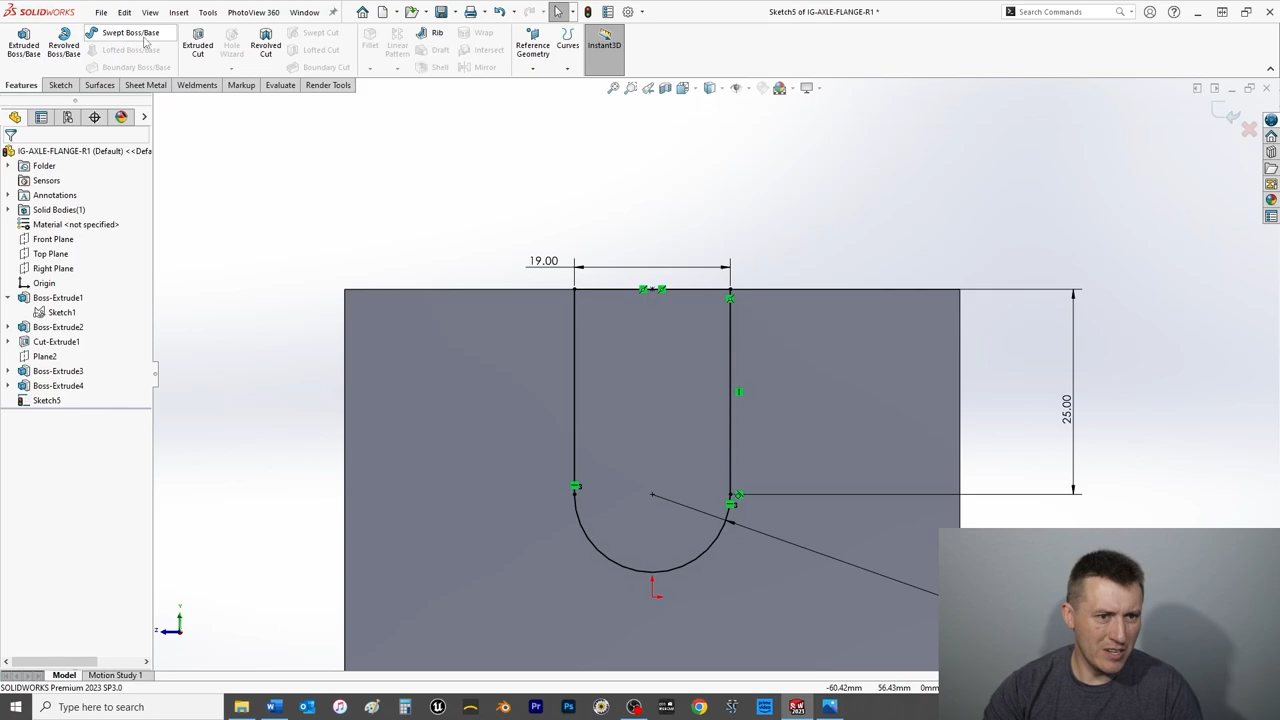 SOLIDWORKS File Edit View Insert Tools PhotoView 360 Window Sketch5 of IG-AXLE-FLANGE-R1 * Search Commands
Extruded Boss/Base
Revolved Boss/Base
Swept Boss/Base
Lofted Boss/Base
Boundary Boss/Base
Extruded Cut
Hole Wizard
Revolved Cut
Swept Cut
Lofted Cut
Boundary Cut
Fillet
Linear Pattern
Rib
Draft
Shell
Wrap
Intersect
Mirror
Reference Geometry
Curves
Instant3D
Features Sketch Surfaces Sheet Metal Weldments Markup Evaluate Render Tools
IG-AXLE-FLANGE-R1 (Default) <<Defa
Folder
Sensors
Annotations
Solid Bodies(1)
Material <not specified>
Front Plane
Top Plane
Right Plane
Origin
Boss-Extrude1
Sketch1
Boss-Extrude2
Cut-Extrude1
Plane2
Boss-Extrude3
Boss-Extrude4
Sketch5
19.00
25.00
Y
Z
Model Motion Study 1
SOLIDWORKS Premium 2023 SP3.0
-60.42mm 56.43mm 0mm
Type here to search